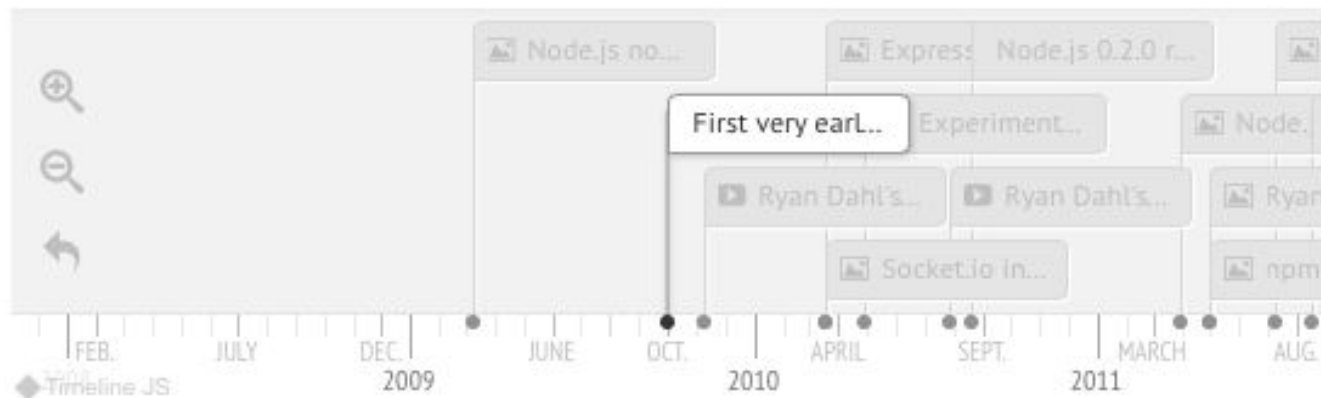 Node.js no...
Express
Node.js 0.2.0 r...
First very earl...
Experiment...
Node.
Ryan Dahl's...
Ryan Dahl's...
Ryan
Socket.io in...
npm
FEB. JULY DEC. JUNE OCT. APRIL SEPT. MARCH AUG.
2008 2009 2010 2011
Timeline JS